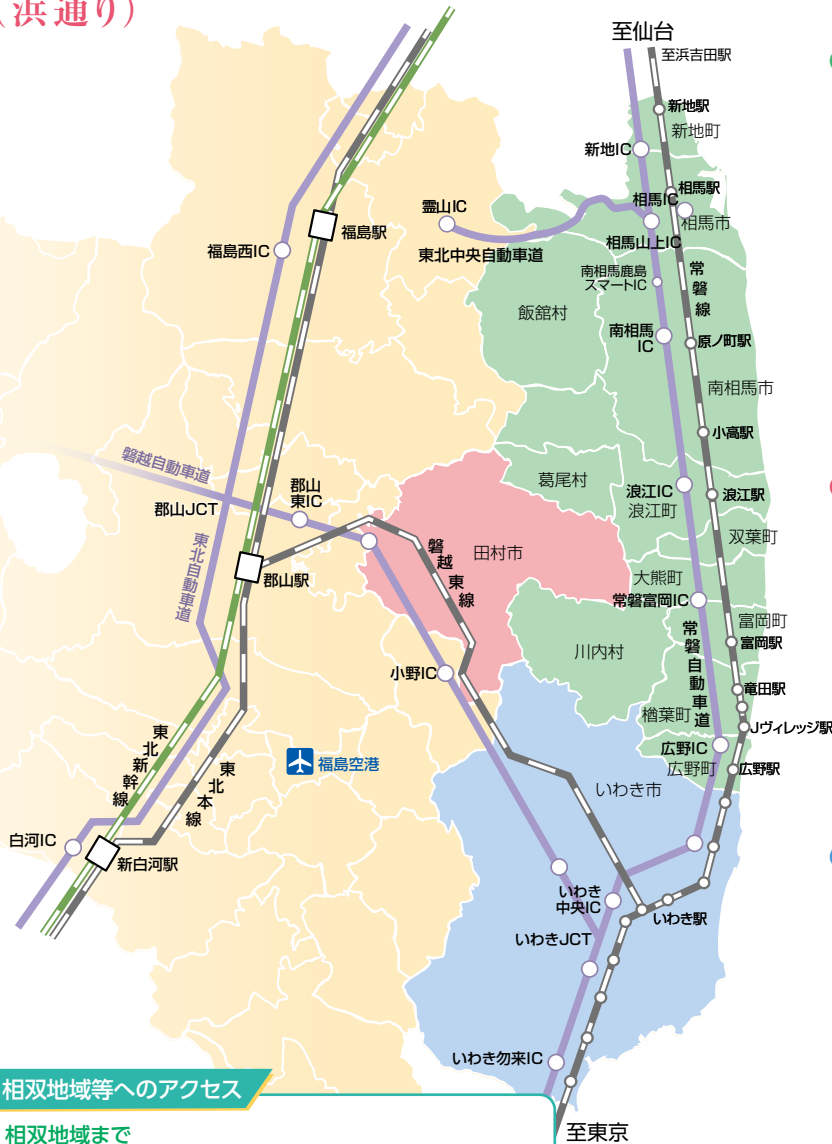 （浜通り）
至仙台
至浜吉田駅
新地駅
新地町
新地IC
相馬駅
相馬IC
相馬市
相馬山上IC
霊山IC
東北中央自動車道
福島駅
福島西IC
南相馬鹿島
スマートIC
常磐線
飯舘村
南相馬
IC
原ノ町駅
南相馬市
小高駅
磐越自動車道
郡山
東IC
郡山JCT
葛尾村
浪江IC
浪江町
浪江駅
双葉町
東北自動車道
郡山駅
磐越東線
田村市
大熊町
常磐富岡IC
富岡町
富岡駅
川内村
小野IC
常磐自動車道
竜田駅
楢葉町
Jヴィレッジ駅
広野IC
広野町
広野駅
東北新幹線
東北本線
福島空港
いわき市
白河IC
新白河駅
いわき
中央IC
いわき駅
いわきJCT
いわき勿来IC
相双地域等へのアクセス
相双地域まで
至東京